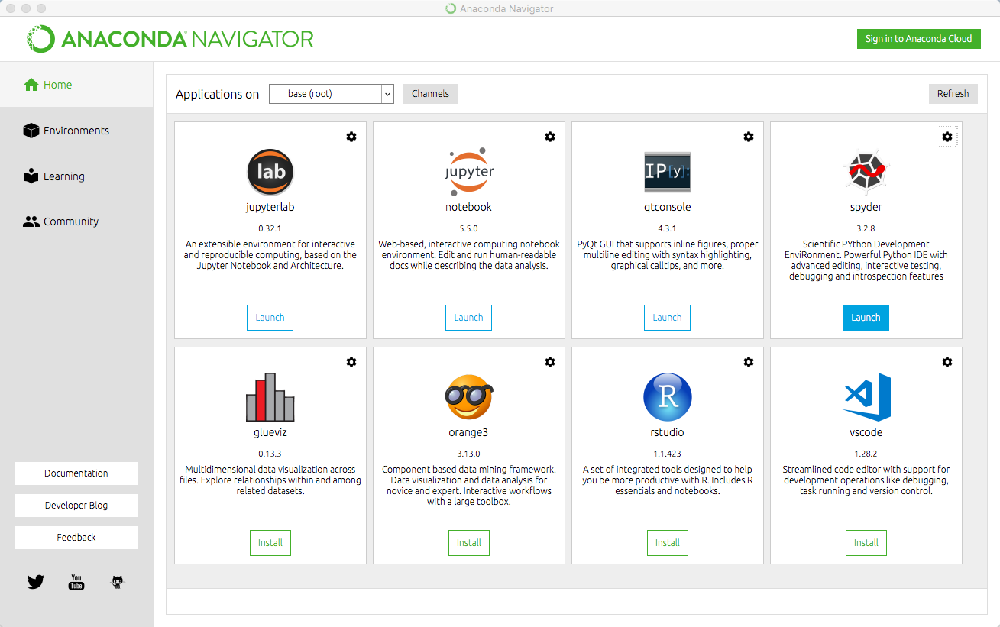 Anaconda Navigator
ANACONDA NAVIGATOR
Sign in to Anaconda Cloud
Home
Environments
Learning
Community
Documentation
Developer Blog
Feedback
You
Tube
Applications on
base (root)
Channels
Refresh
lab
jupyterlab
0.32.1
An extensible environment for interactive
and reproducible computing, based on the
Jupyter Notebook and Architecture.
Launch
jupyter
notebook
5.5.0
Web-based, interactive computing notebook
environment. Edit and run human-readable
docs while describing the data analysis.
Launch
IP[y]:
qtconsole
4.3.1
PyQt GUI that supports inline figures, proper
multiline editing with syntax highlighting,
graphical calltips, and more.
Launch
spyder
3.2.8
Scientific PYthon Development
EnviRonment. Powerful Python IDE with
advanced editing, interactive testing,
debugging and introspection features
Launch
glueviz
0.13.3
Multidimensional data visualization across
files. Explore relationships within and among
related datasets.
Install
orange3
3.13.0
Component based data mining framework.
Data visualization and data analysis for
novice and expert. Interactive workflows
with a large toolbox.
Install
R
rstudio
1.1.423
A set of integrated tools designed to help
you be more productive with R. Includes R
essentials and notebooks.
Install
vscode
1.28.2
Streamlined code editor with support for
development operations like debugging,
task running and version control.
Install